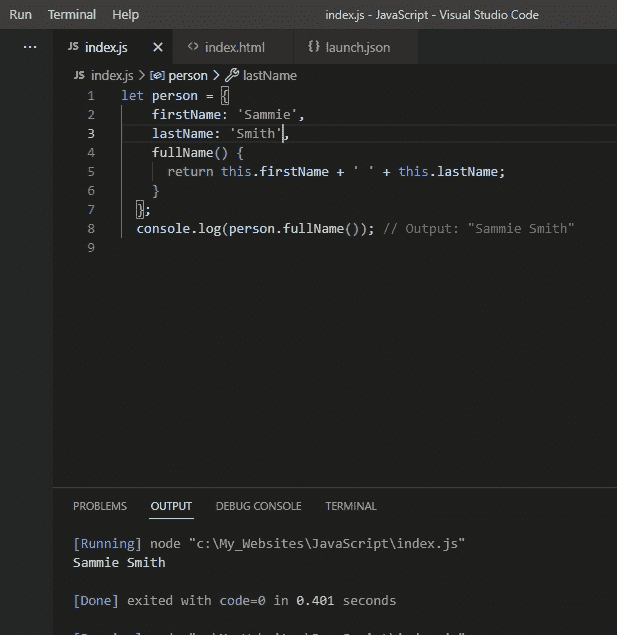 Run Terminal Help index.js - JavaScript - Visual Studio Code
... JS index.js × <> index.html {} launch.json
JS index.js > person > lastName
1 let person = {
2 firstName: 'Sammie',
3 lastName: 'Smith',
4 fullName() {
5 return this.firstName + ' ' + this.lastName;
6 }
7 };
8 console.log(person.fullName()); // Output: "Sammie Smith"
9
PROBLEMS OUTPUT DEBUG CONSOLE TERMINAL
[Running] node "c:\My_Websites\JavaScript\index.js"
Sammie Smith
[Done] exited with code=0 in 0.401 seconds